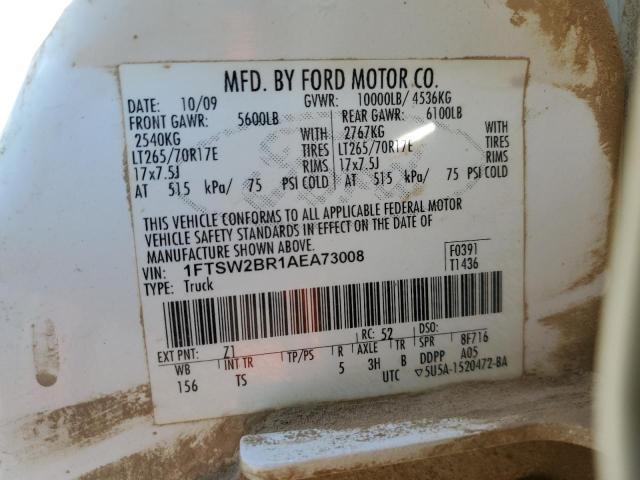 MFD. BY FORD MOTOR CO.
DATE: 10/09 GVWR: 10000LB/ 4536KG
FRONT GAWR: 5600LB REAR GAWR: 6100LB
2540KG WITH 2767KG WITH
LT265/70R17E TIRES LT265/70R17E TIRES
17x7.5J RIMS 17x7.5J RIMS
AT 515 kPa/ 75 PSI COLD AT 515 kPa/ 75 PSI COLD
THIS VEHICLE CONFORMS TO ALL APPLICABLE FEDERAL MOTOR
VEHICLE SAFETY STANDARDS IN EFFECT ON THE DATE OF
MANUFACTURE SHOWN ABOVE.
VIN: 1FTSW2BR1AEA73008 F0391
TYPE: Truck T1436
EXT PNT: Z1 RC: 52 DSO:
WB INT TR TP/PS R AXLE TR SPR 8F716
156 TS 5 3H B DDPP A05
UTC ▽5U5A-1520472-BA